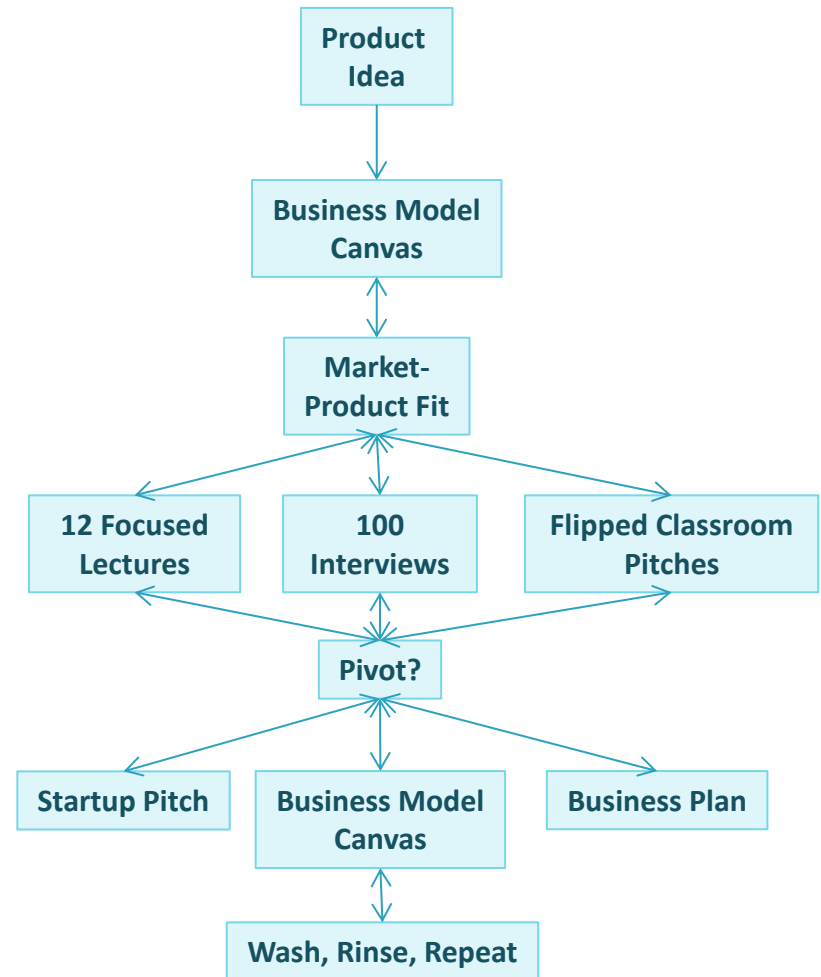 Product
Idea
Business Model
Canvas
Market-
Product Fit
12 Focused
Lectures
100
Interviews
Flipped Classroom
Pitches
Pivot?
Startup Pitch
Business Model
Canvas
Business Plan
Wash, Rinse, Repeat